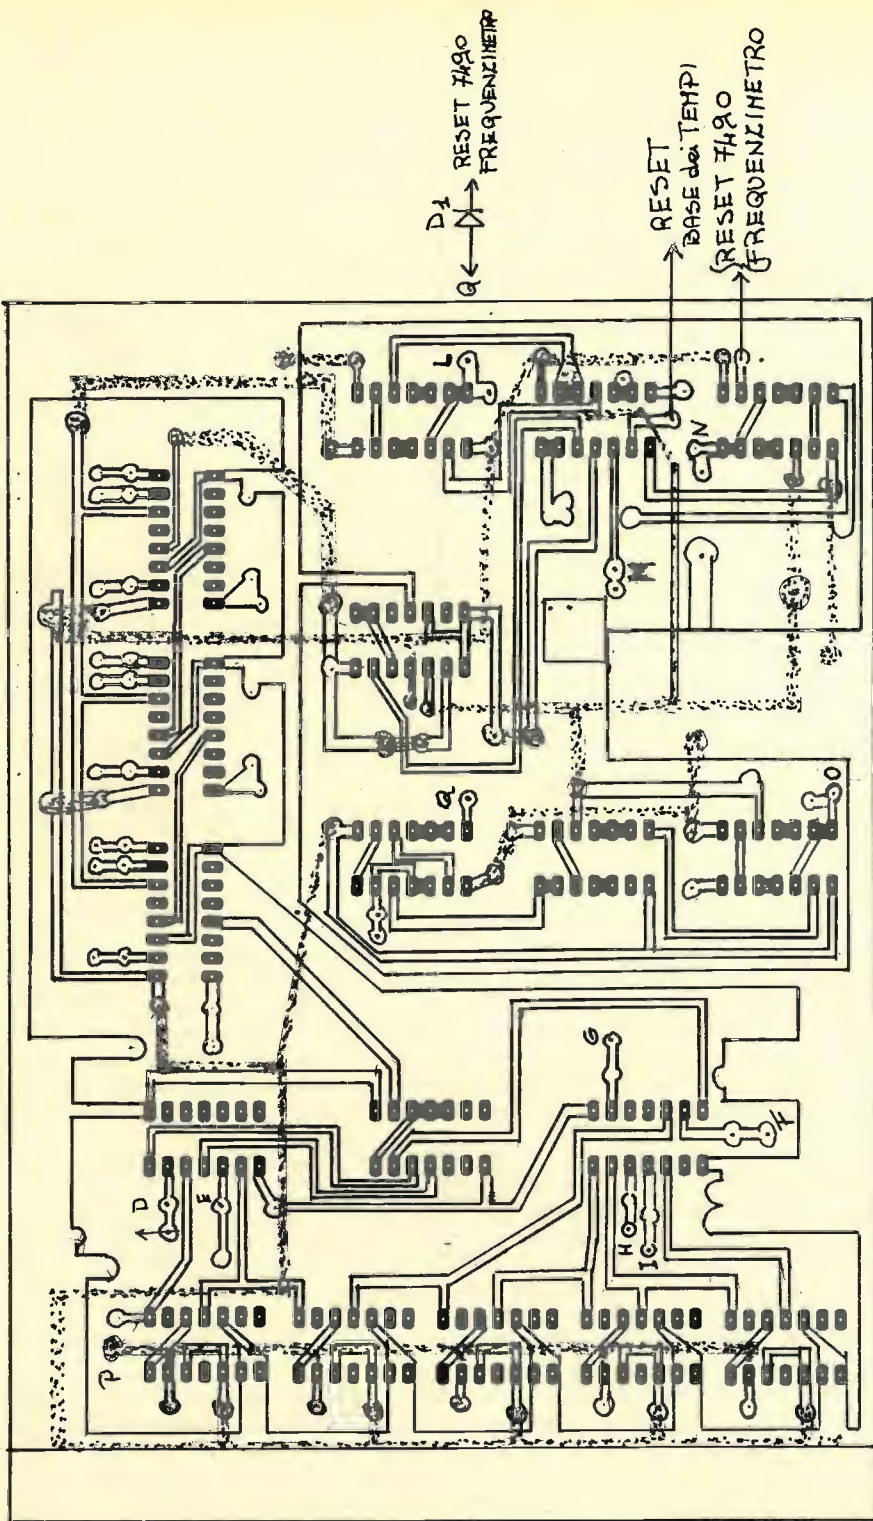 Q D1 RESET 7490
FREQUENZIMETRO
RESET
BASE dei TEMPI
RESET 7490
FREQUENZIMETRO
L
N
M
Q
O
G
H
D
E
H
I
P